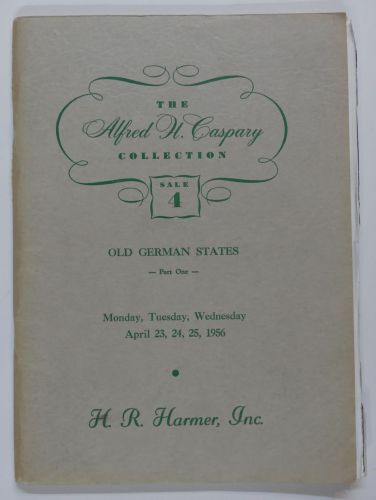 THE
Alfred H. Caspary
COLLECTION
SALE
4
OLD GERMAN STATES
— Part One —
Monday, Tuesday, Wednesday
April 23, 24, 25, 1956
H. R. Harmer, Inc.